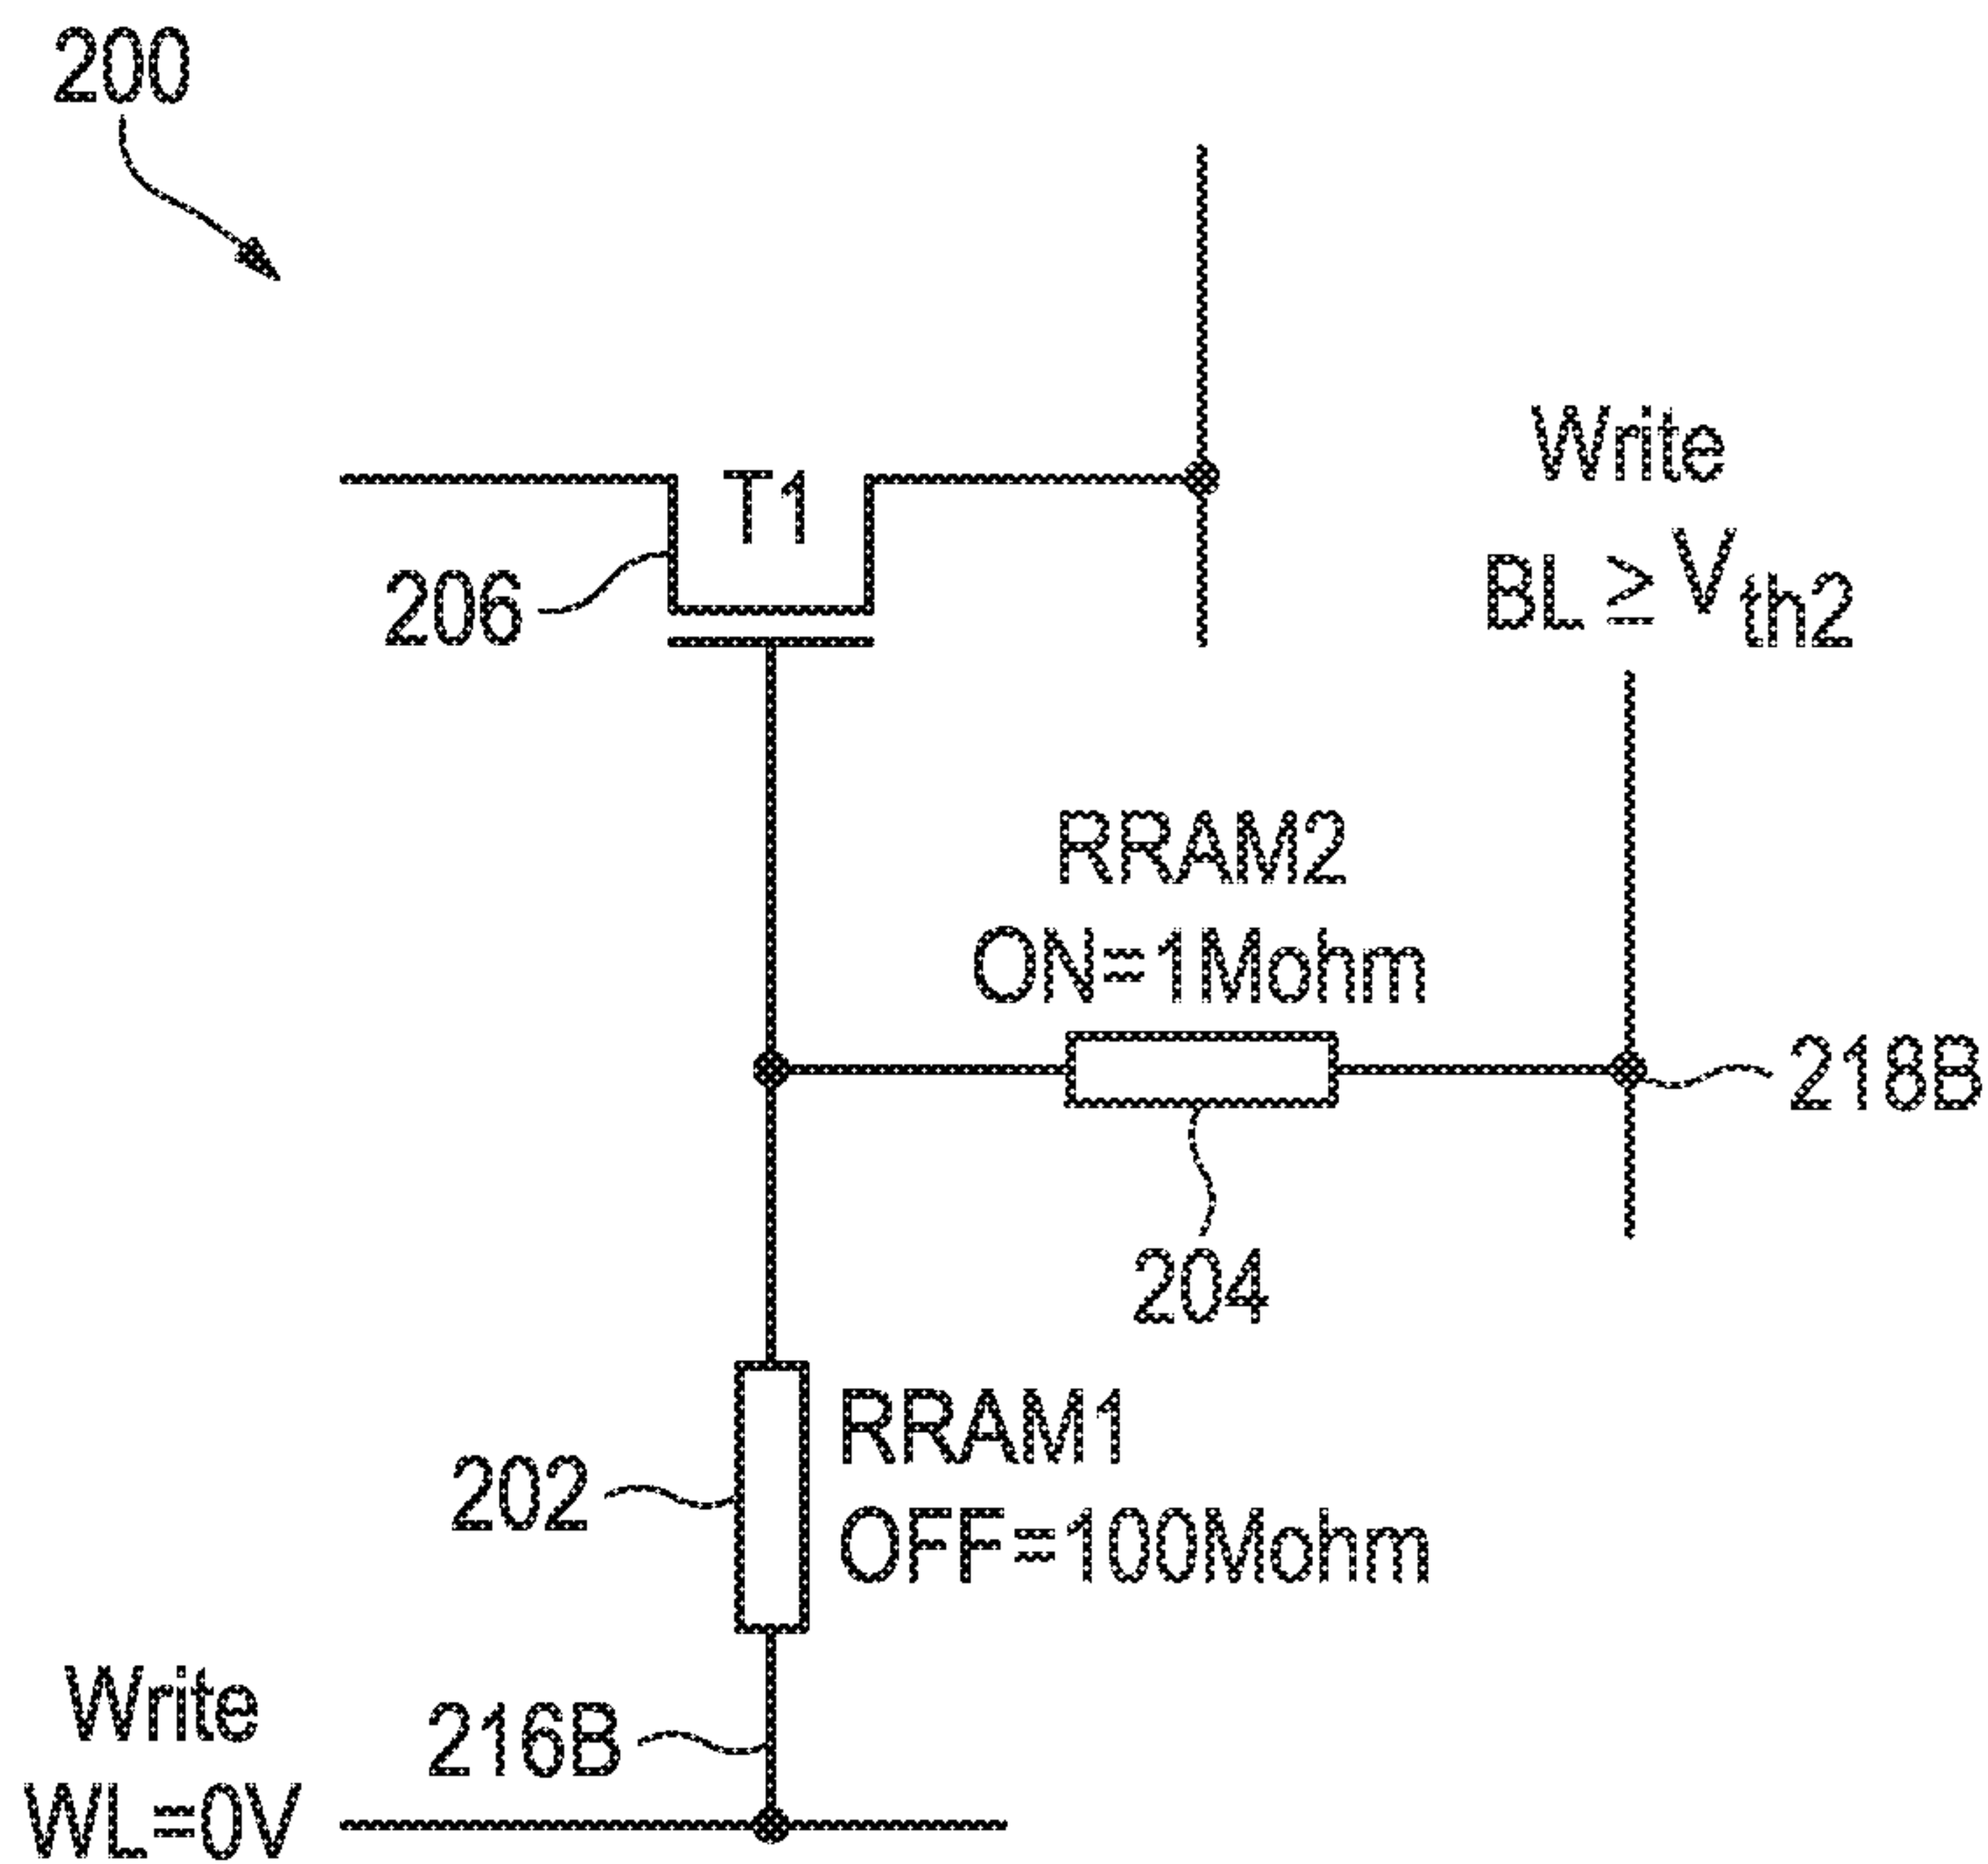 200
T1
206
Write
BL ≥ Vth2
RRAM2
ON=1Mohm
218B
204
RRAM1
202
OFF=100Mohm
Write
216B
WL=0V